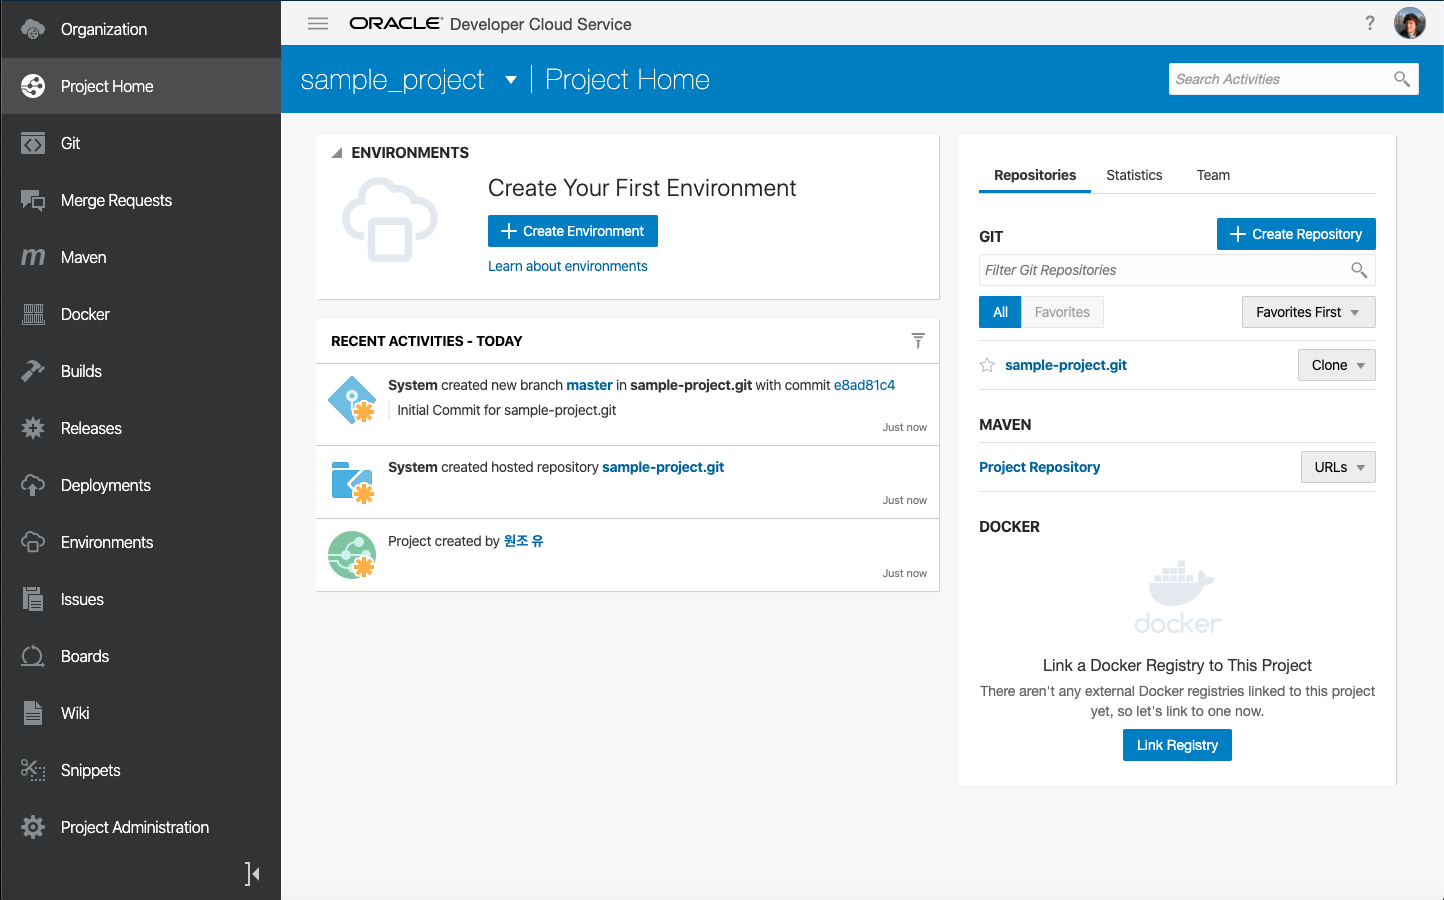 Organization
Project Home
Git
Merge Requests
m Maven
Docker
Builds
Releases
Deployments
Environments
Issues
Boards
Wiki
Snippets
Project Administration
ORACLE® Developer Cloud Service
?
sample_project | Project Home
Search Activities
ENVIRONMENTS
Create Your First Environment
+ Create Environment
Learn about environments
RECENT ACTIVITIES - TODAY
System created new branch master in sample-project.git with commit e8ad81c4
Initial Commit for sample-project.git
Just now
System created hosted repository sample-project.git
Just now
Project created by 원조 유
Just now
Repositories Statistics Team
GIT
+ Create Repository
Filter Git Repositories
All Favorites
Favorites First
sample-project.git
Clone
MAVEN
Project Repository
URLs
DOCKER
docker
Link a Docker Registry to This Project
There aren't any external Docker registries linked to this project
yet, so let's link to one now.
Link Registry